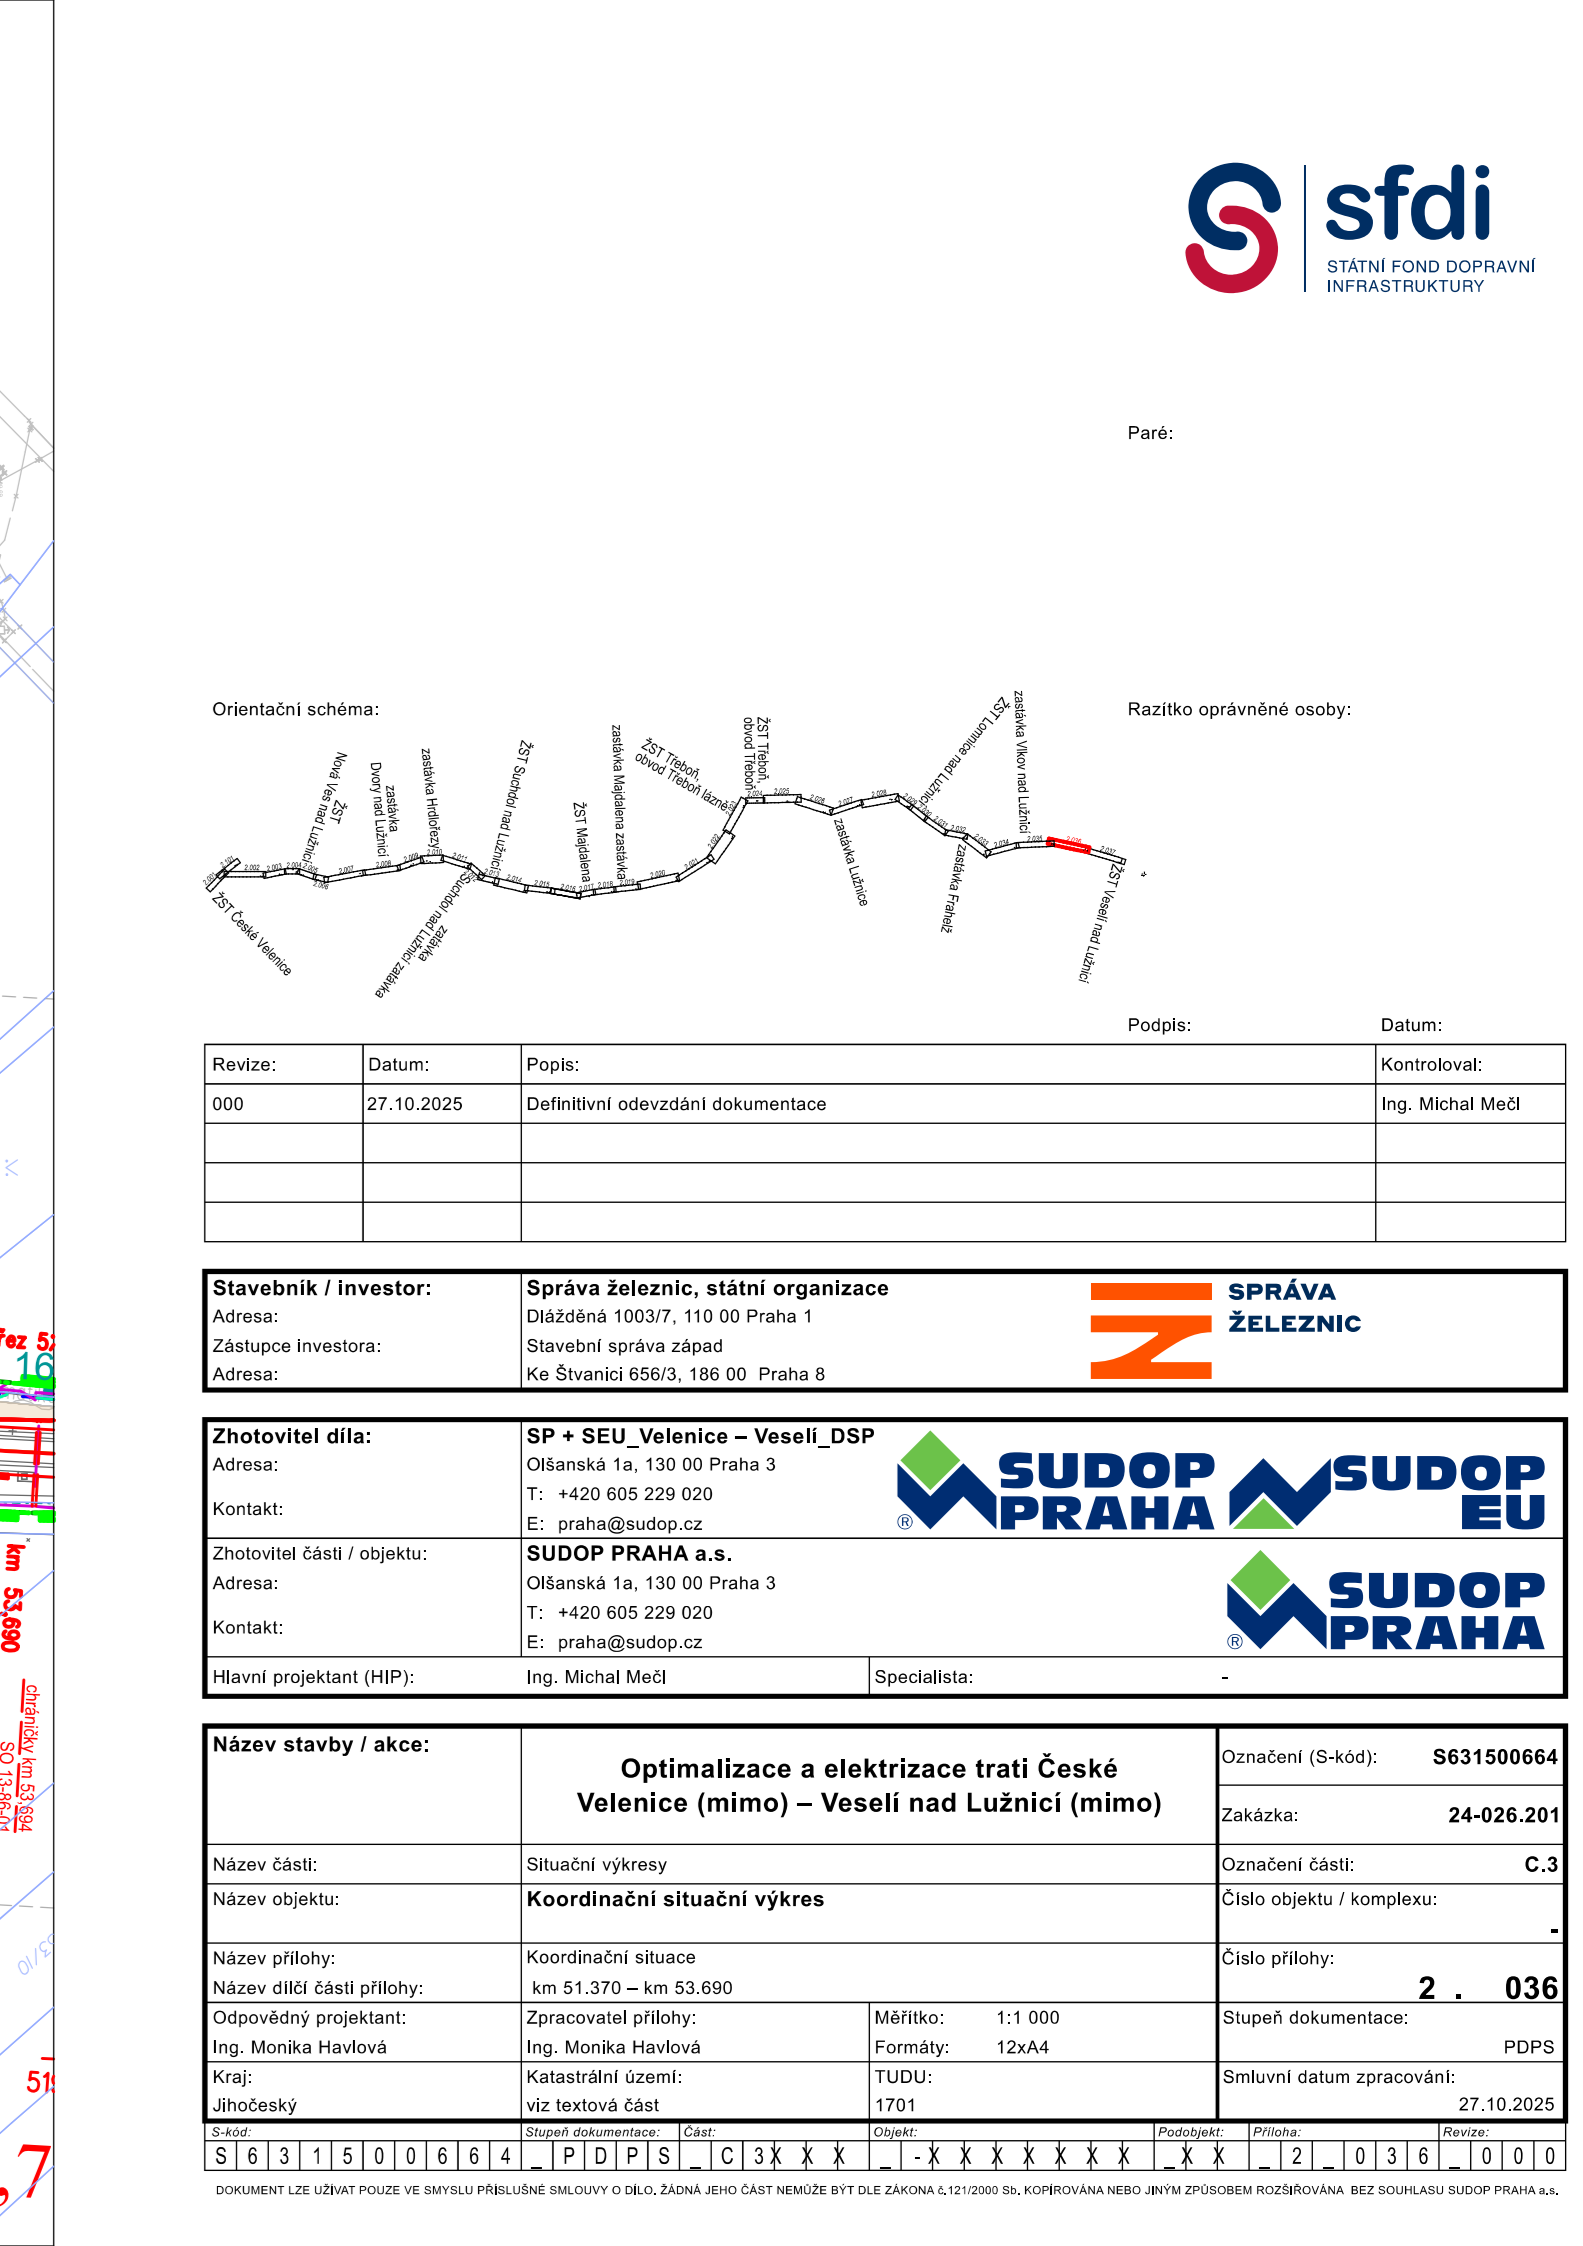 sfdi
STÁTNÍ FOND DOPRAVNÍ
INFRASTRUKTURY
Paré:
Orientační schéma:
Razítko oprávněné osoby:
ŽST České Velenice
ŽST
Nová Ves nad Lužnicí
zastávka
Dvory nad Lužnicí
zastávka Hrdlořezy
zatávka
Suchdol nad Lužnicí zatávka
ŽST Suchdol nad Lužnicí
ŽST Majdalena
zastávka Majdalena zastávka
ŽST Třeboň,
obvod Třeboň lázně
ŽST Třeboň,
obvod Třeboň
zastávka Lužnice
ŽST Lomnice nad Lužnicí
zastávka Frahelž
zastávka Vlkov nad Lužnicí
ŽST Veselí nad Lužnicí
Podpis:
Datum:
Revize: Datum: Popis: Kontroloval:
000 27.10.2025 Definitivní odevzdání dokumentace Ing. Michal Mečl
Stavebník / investor: Správa železnic, státní organizace
Adresa: Dlážděná 1003/7, 110 00 Praha 1
Zástupce investora: Stavební správa západ
Adresa: Ke Štvanici 656/3, 186 00 Praha 8
SPRÁVA
ŽELEZNIC
Zhotovitel díla: SP + SEU_Velenice – Veselí_DSP
Adresa: Olšanská 1a, 130 00 Praha 3
Kontakt: T: +420 605 229 020
E: praha@sudop.cz
SUDOP
PRAHA
®
SUDOP
EU
Zhotovitel části / objektu: SUDOP PRAHA a.s.
Adresa: Olšanská 1a, 130 00 Praha 3
Kontakt: T: +420 605 229 020
E: praha@sudop.cz
SUDOP
PRAHA
®
Hlavní projektant (HIP): Ing. Michal Mečl Specialista: -
Název stavby / akce: Optimalizace a elektrizace trati České
Velenice (mimo) – Veselí nad Lužnicí (mimo)
Označení (S-kód): S631500664
Zakázka: 24-026.201
Název části: Situační výkresy Označení části: C.3
Název objektu: Koordinační situační výkres Číslo objektu / komplexu:
-
Název přílohy: Koordinační situace Číslo přílohy:
Název dílčí části přílohy: km 51.370 – km 53.690 2 . 036
Odpovědný projektant: Zpracovatel přílohy: Měřítko: 1:1 000 Stupeň dokumentace:
Ing. Monika Havlová Ing. Monika Havlová Formáty: 12xA4 PDPS
Kraj: Katastrální území: TUDU: Smluvní datum zpracování:
Jihočeský viz textová část 1701 27.10.2025
S-kód: Stupeň dokumentace: Část: Objekt: Podobjekt: Příloha: Revize:
S 6 3 1 5 0 0 6 6 4 _ P D P S _ C 3 X X X _ - X X X X X X X _ X X _ 2 _ 0 3 6 _ 0 0 0
DOKUMENT LZE UŽÍVAT POUZE VE SMYSLU PŘÍSLUŠNÉ SMLOUVY O DÍLO. ŽÁDNÁ JEHO ČÁST NEMŮŽE BÝT DLE ZÁKONA č.121/2000 Sb. KOPÍROVÁNA NEBO JINÝM ZPŮSOBEM ROZŠIŘOVÁNA BEZ SOUHLASU SUDOP PRAHA a.s.
16
km 53,690
chráničky km 53,694
SO 13-86-01